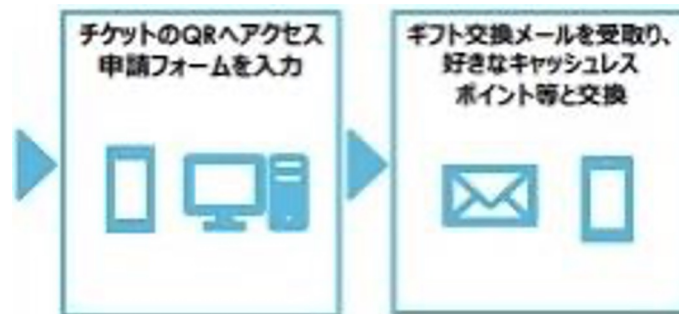 チケットのQRへアクセス
申請フォームを入力
ギフト交換メールを受取り、
好きなキャッシュレス
ポイント等と交換